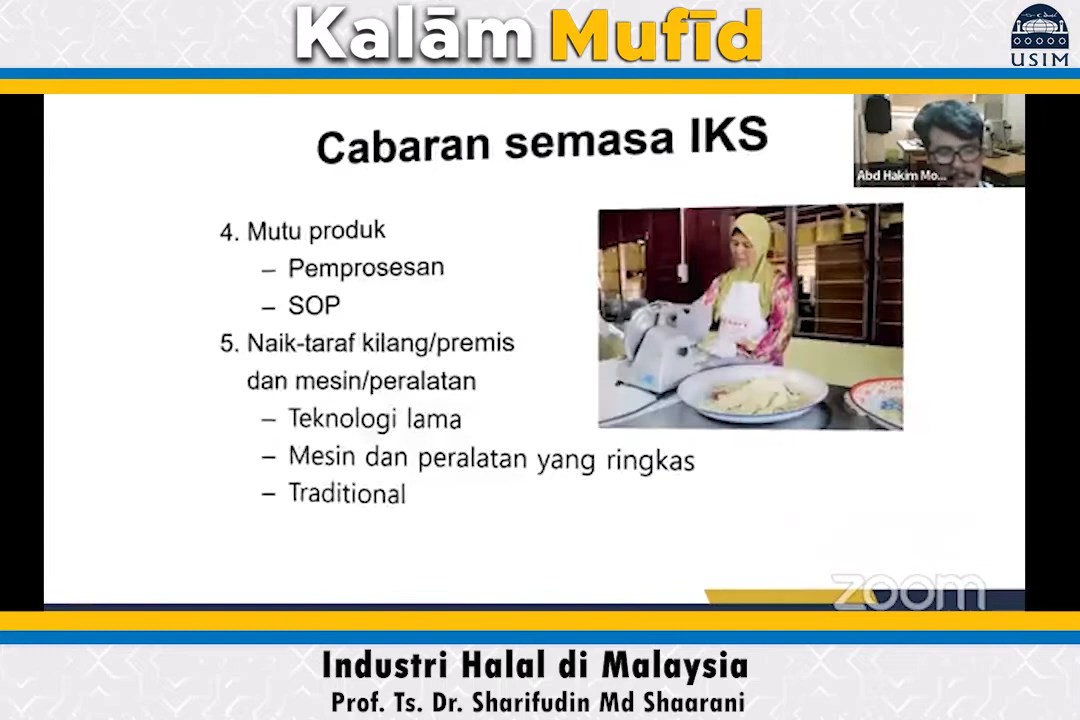 Kalām Mufīd
USIM
Cabaran semasa IKS
Abd Hakim Mo...
4. Mutu produk
– Pemprosesan
– SOP
5. Naik-taraf kilang/premis
dan mesin/peralatan
– Teknologi lama
– Mesin dan peralatan yang ringkas
– Traditional
zoom
Industri Halal di Malaysia
Prof. Ts. Dr. Sharifudin Md Shaarani